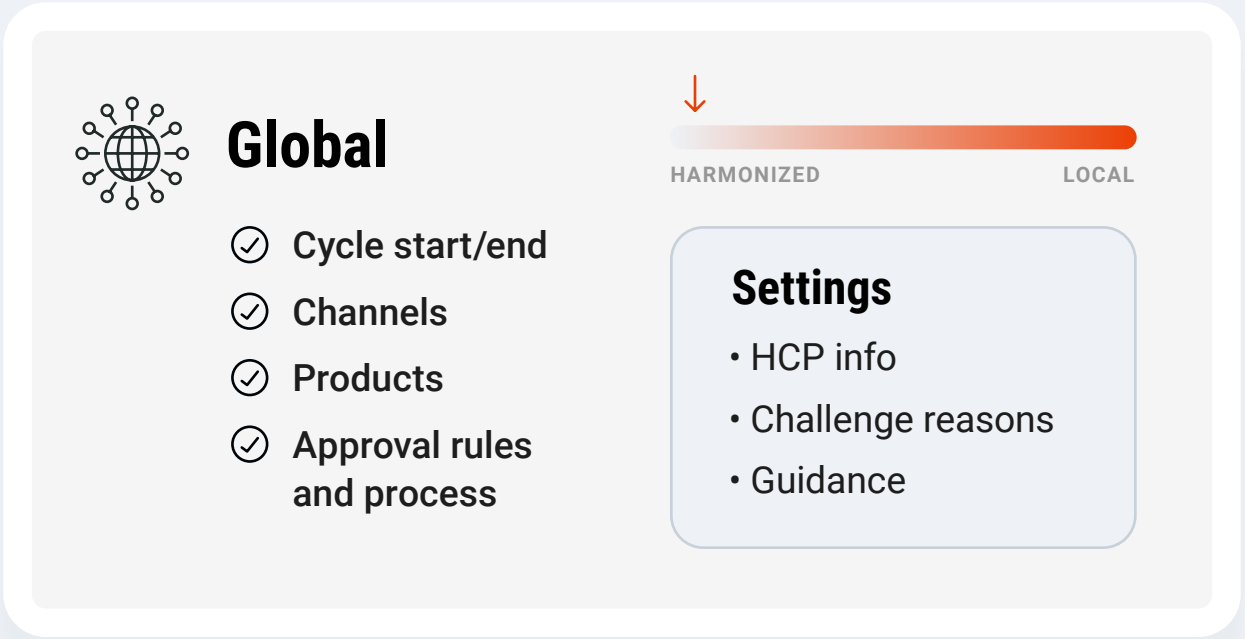 Global
Cycle start/end
Channels
Products
Approval rules
and process
HARMONIZED
LOCAL
Settings
• HCP info
• Challenge reasons
• Guidance